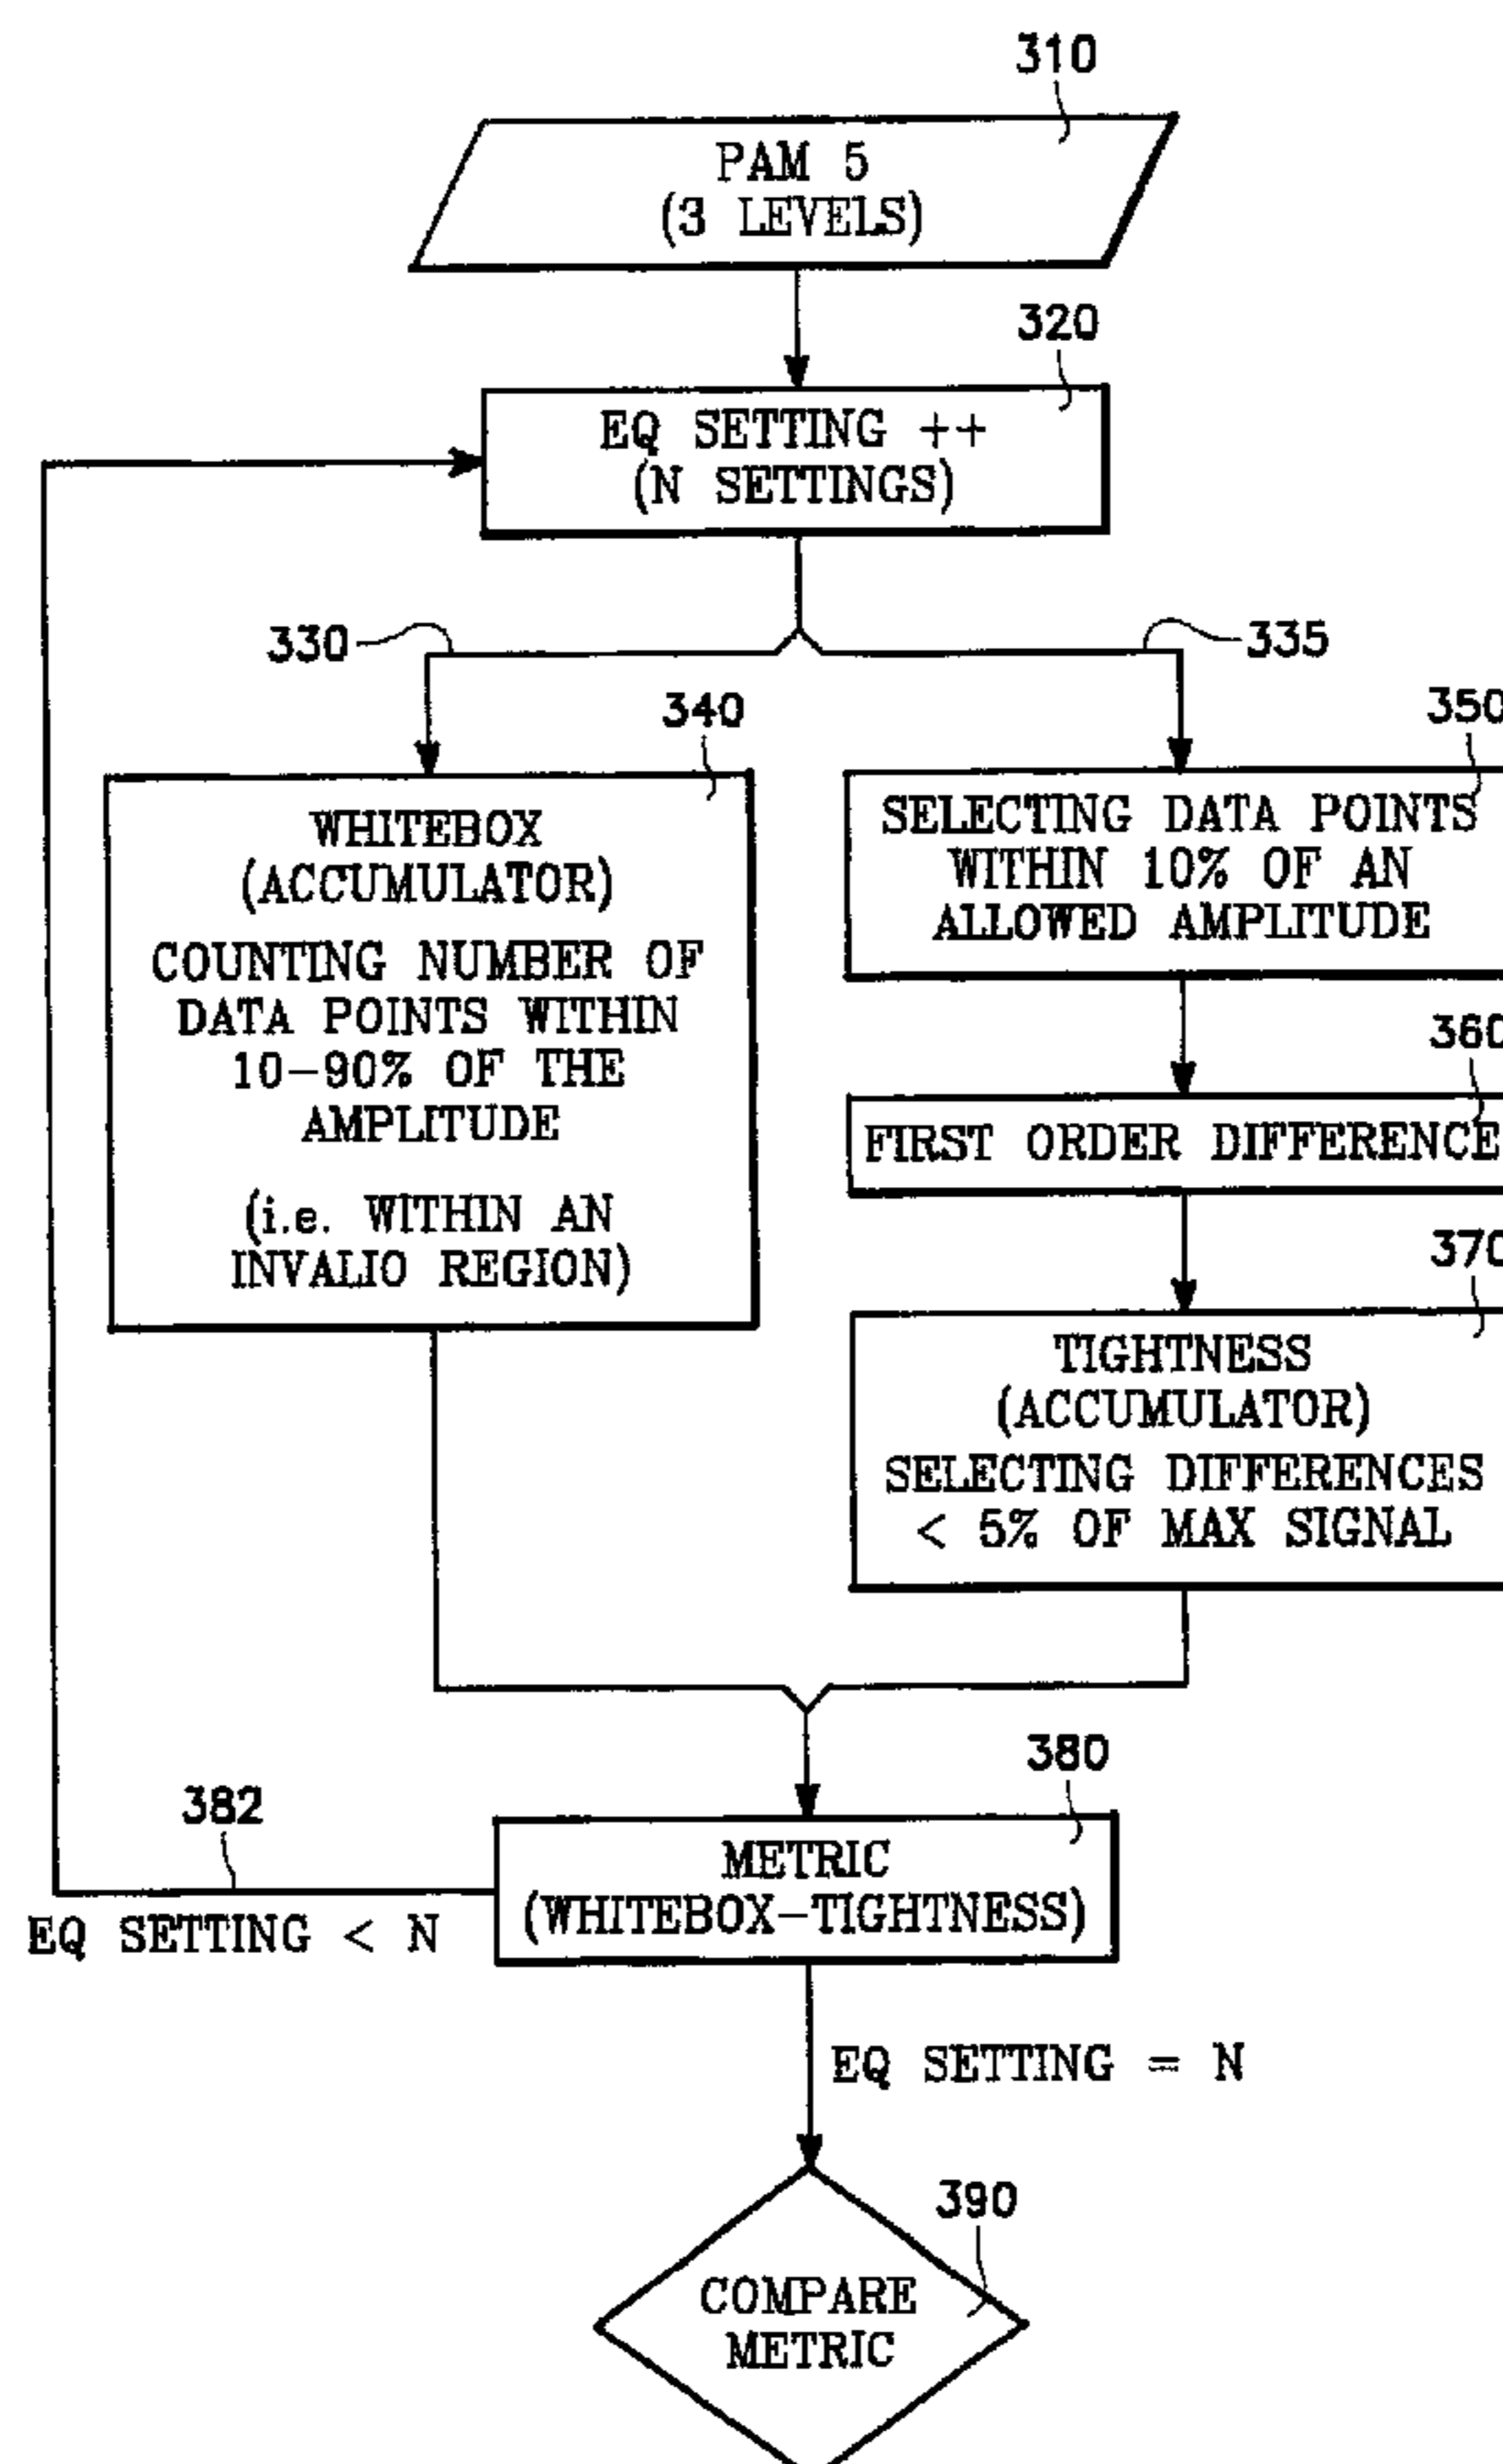 310
PAM 5
(3 LEVELS)
320
EQ SETTING ++
(N SETTINGS)
330
335
340
WHITEBOX
(ACCUMULATOR)
COUNTING NUMBER OF
DATA POINTS WITHIN
10-90% OF THE
AMPLITUDE
(i.e. WITHIN AN
INVALIO REGION)
350
SELECTING DATA POINTS
WITHIN 10% OF AN
ALLOWED AMPLITUDE
360
FIRST ORDER DIFFERENCE
370
TIGHTNESS
(ACCUMULATOR)
SELECTING DIFFERENCES
< 5% OF MAX SIGNAL
380
METRIC
(WHITEBOX-TIGHTNESS)
382
EQ SETTING < N
EQ SETTING = N
390
COMPARE
METRIC